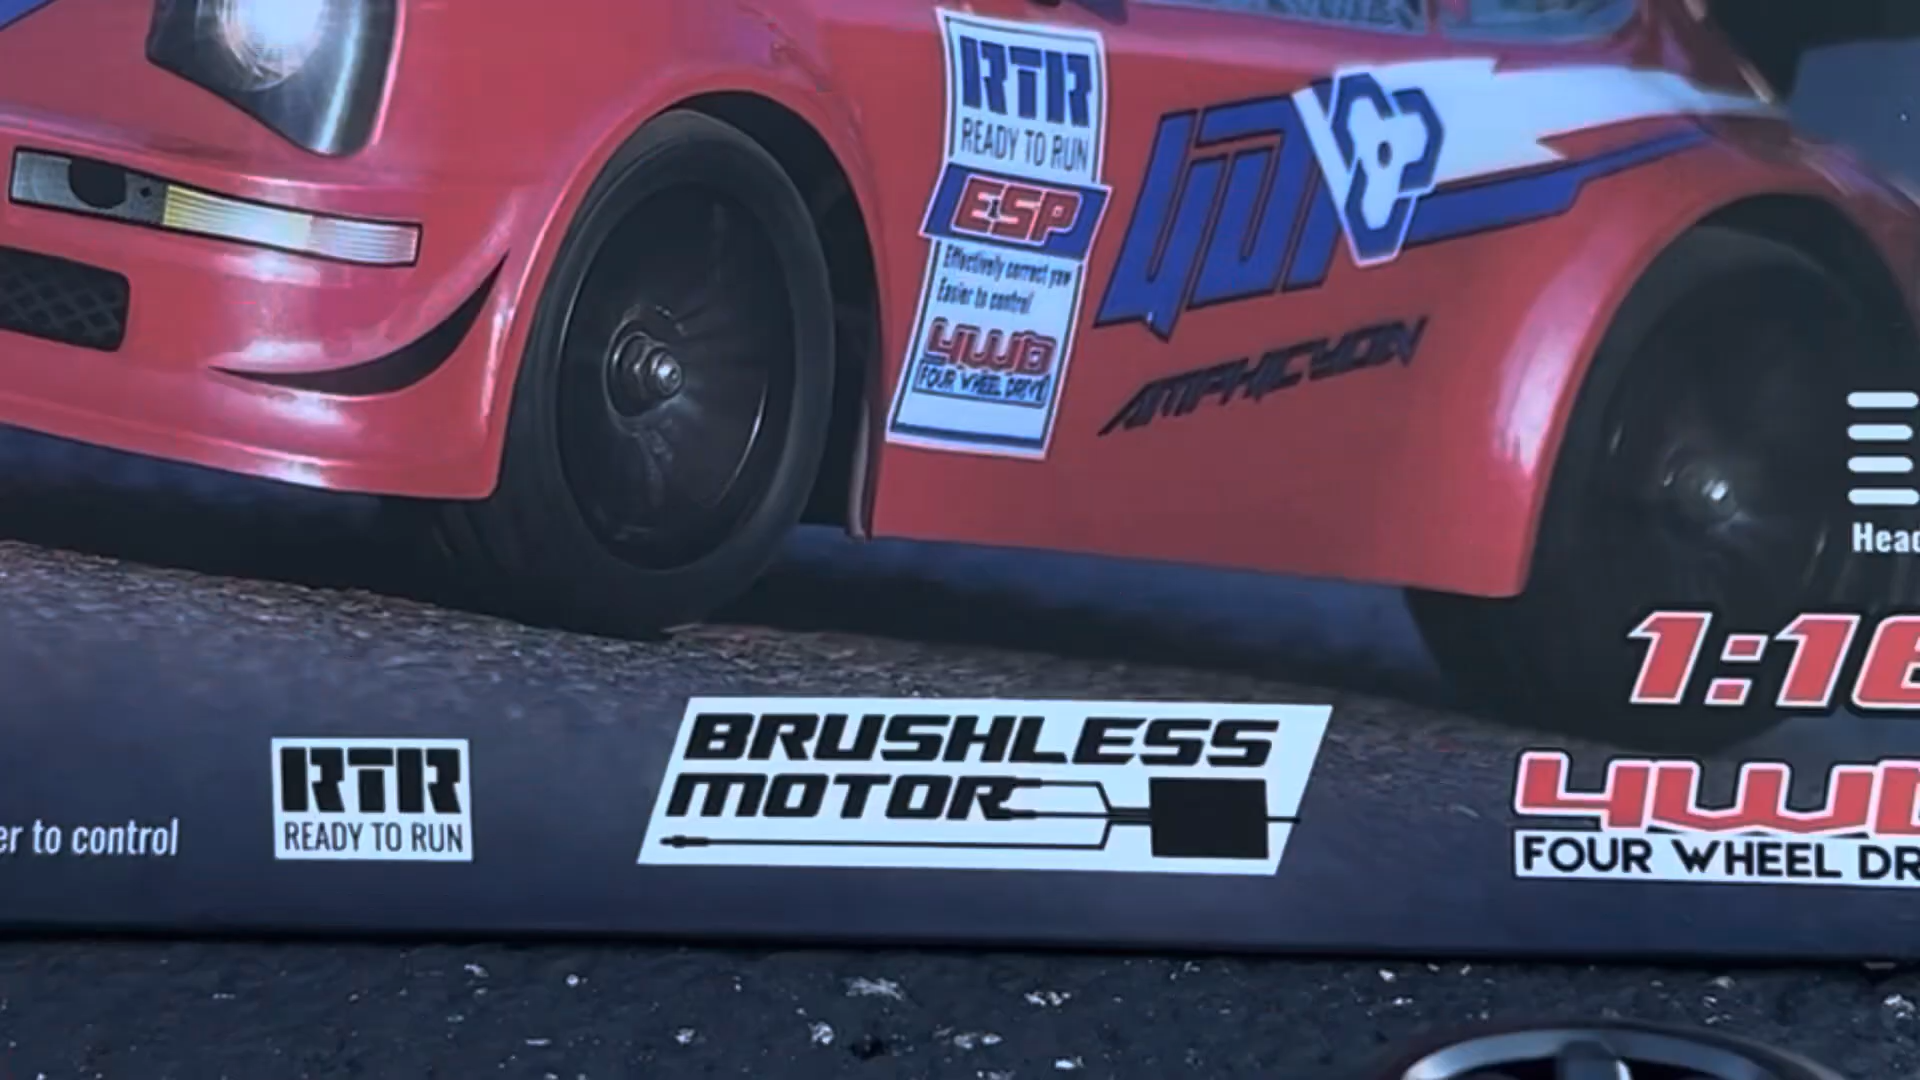 RTR
READY TO RUN
ESP
Effectively correct yaw
Easier to control
4WD
FOUR WHEEL DRIVE
AMPHICYON
1:16
RTR
READY TO RUN
er to control
BRUSHLESS
MOTOR
4WD
FOUR WHEEL DR
Head